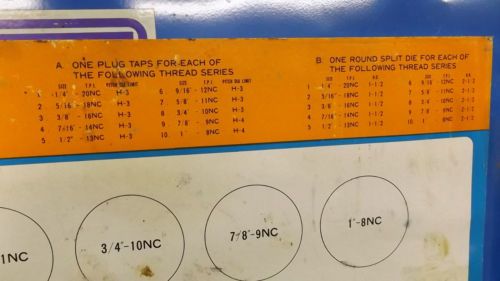 A. ONE PLUG TAPS FOR EACH OF
THE FOLLOWING THREAD SERIES
SIZE T.P.I. PITCH DIA LIMIT SIZE T.P.I. PITCH DIA LIMIT
1 1/4" - 20NC H-3 6 9/16" - 12NC H-3
2 5/16" - 18NC H-3 7 5/8" - 11NC H-3
3 3/8" - 16NC H-3 8 3/4" - 10NC H-3
4 7/16" - 14NC H-3 9 7/8" - 9NC H-4
5 1/2" - 13NC H-3 10 1" - 8NC H-4
B. ONE ROUND SPLIT DIE FOR EACH OF
THE FOLLOWING THREAD SERIES
SIZE T.P.I. O.D. SIZE T.P.I. O.D.
1 1/4" - 20NC 1-1/2 6 9/16" - 12NC 2-1/2
2 5/16" - 18NC 1-1/2 7 5/8" - 11NC 2-1/2
3 3/8" - 16NC 1-1/2 8 3/4" - 10NC 2-1/2
4 7/16" - 14NC 1-1/2 9 7/8" - 9NC 2-1/2
5 1/2" - 13NC 1-1/2 10 1" - 8NC 2-1/2
1NC
3/4"-10NC
7/8"-9NC
1"-8NC